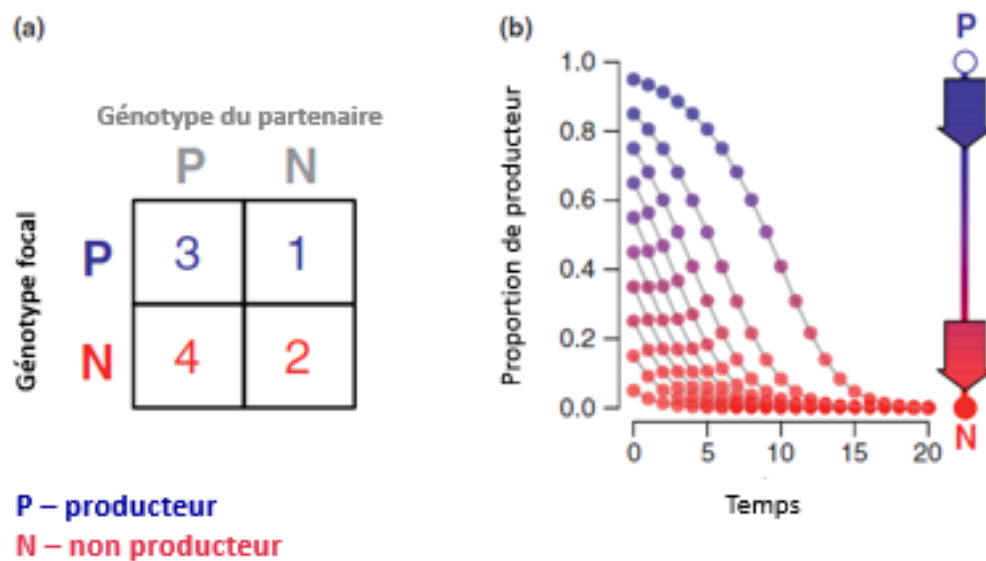 (a)
Génotype du partenaire
P N
Génotype focal
P 3 1
N 4 2
P – producteur
N – non producteur
(b)
Proportion de producteur
1.0
0.8
0.6
0.4
0.2
0.0
0 5 10 15 20
Temps
P
N